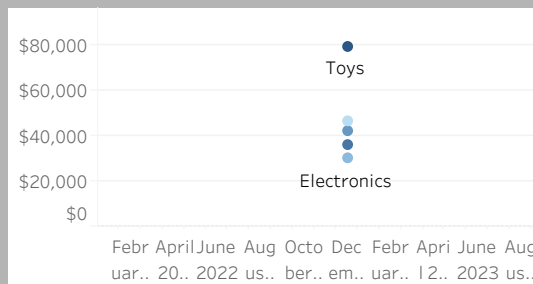 $80,000
Toys
$60,000
$40,000
$20,000
Electronics
$0
Febr April June Aug Octo Dec Febr Apri June Aug
uar.. 20.. 2022 us.. ber.. em.. uar.. l 2.. 2023 us..